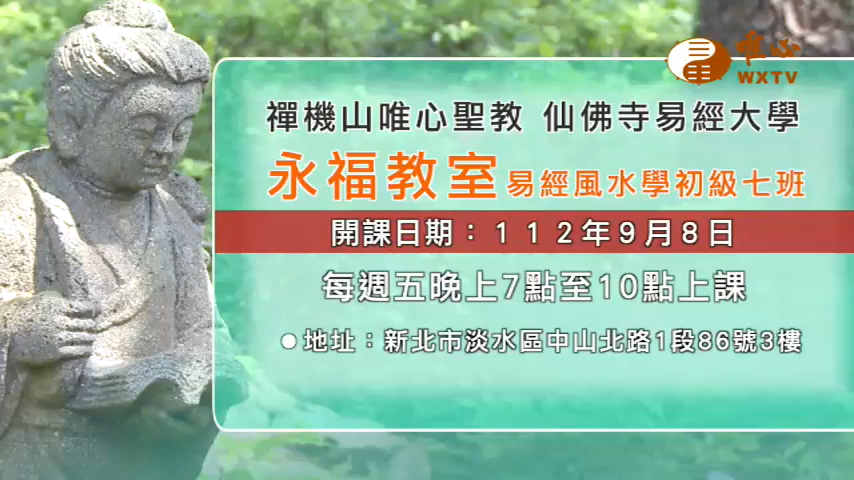 唯心
WXTV
禪機山唯心聖教 仙佛寺易經大學
永福教室易經風水學初級七班
開課日期：１１２年９月８日
每週五晚上7點至10點上課
●地址：新北市淡水區中山北路1段86號3樓